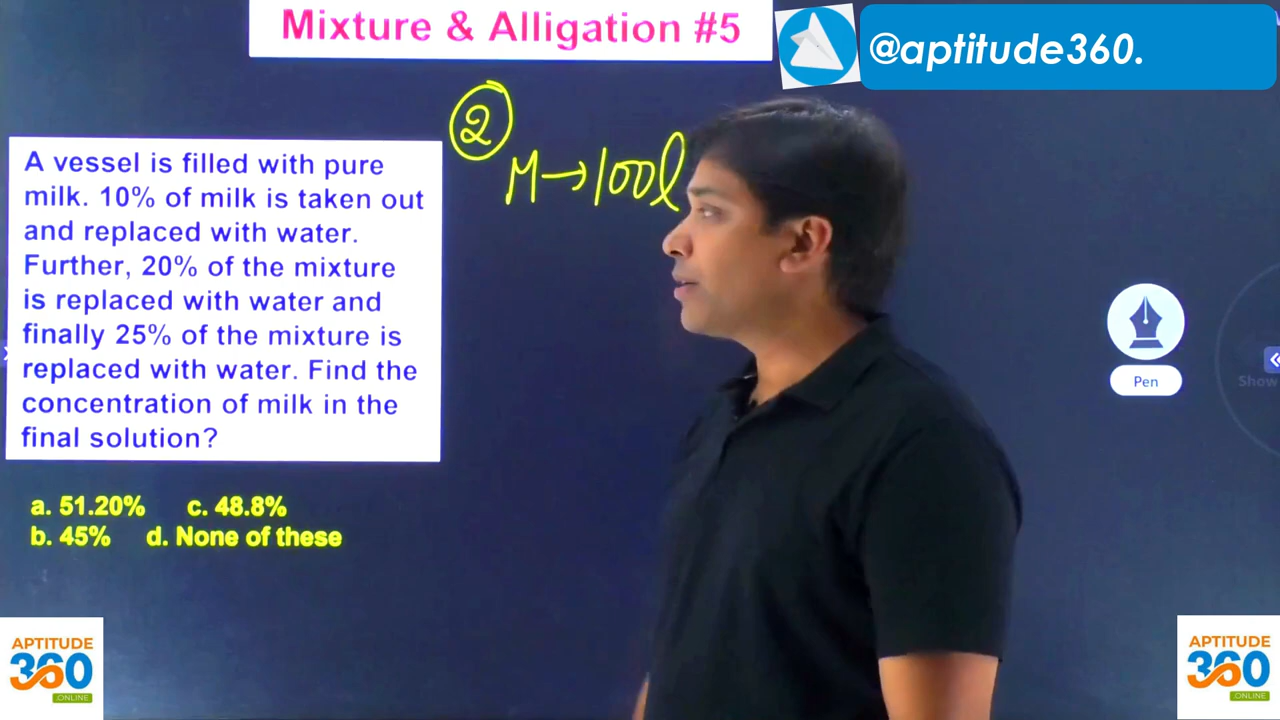 Mixture & Alligation #5
@aptitude360.
2
M→100l
A vessel is filled with pure
milk. 10% of milk is taken out
and replaced with water.
Further, 20% of the mixture
is replaced with water and
finally 25% of the mixture is
replaced with water. Find the
concentration of milk in the
final solution?
a. 51.20% c. 48.8%
b. 45% d. None of these
Pen
Show
APTITUDE
360
.ONLINE
APTITUDE
360
.ONLINE